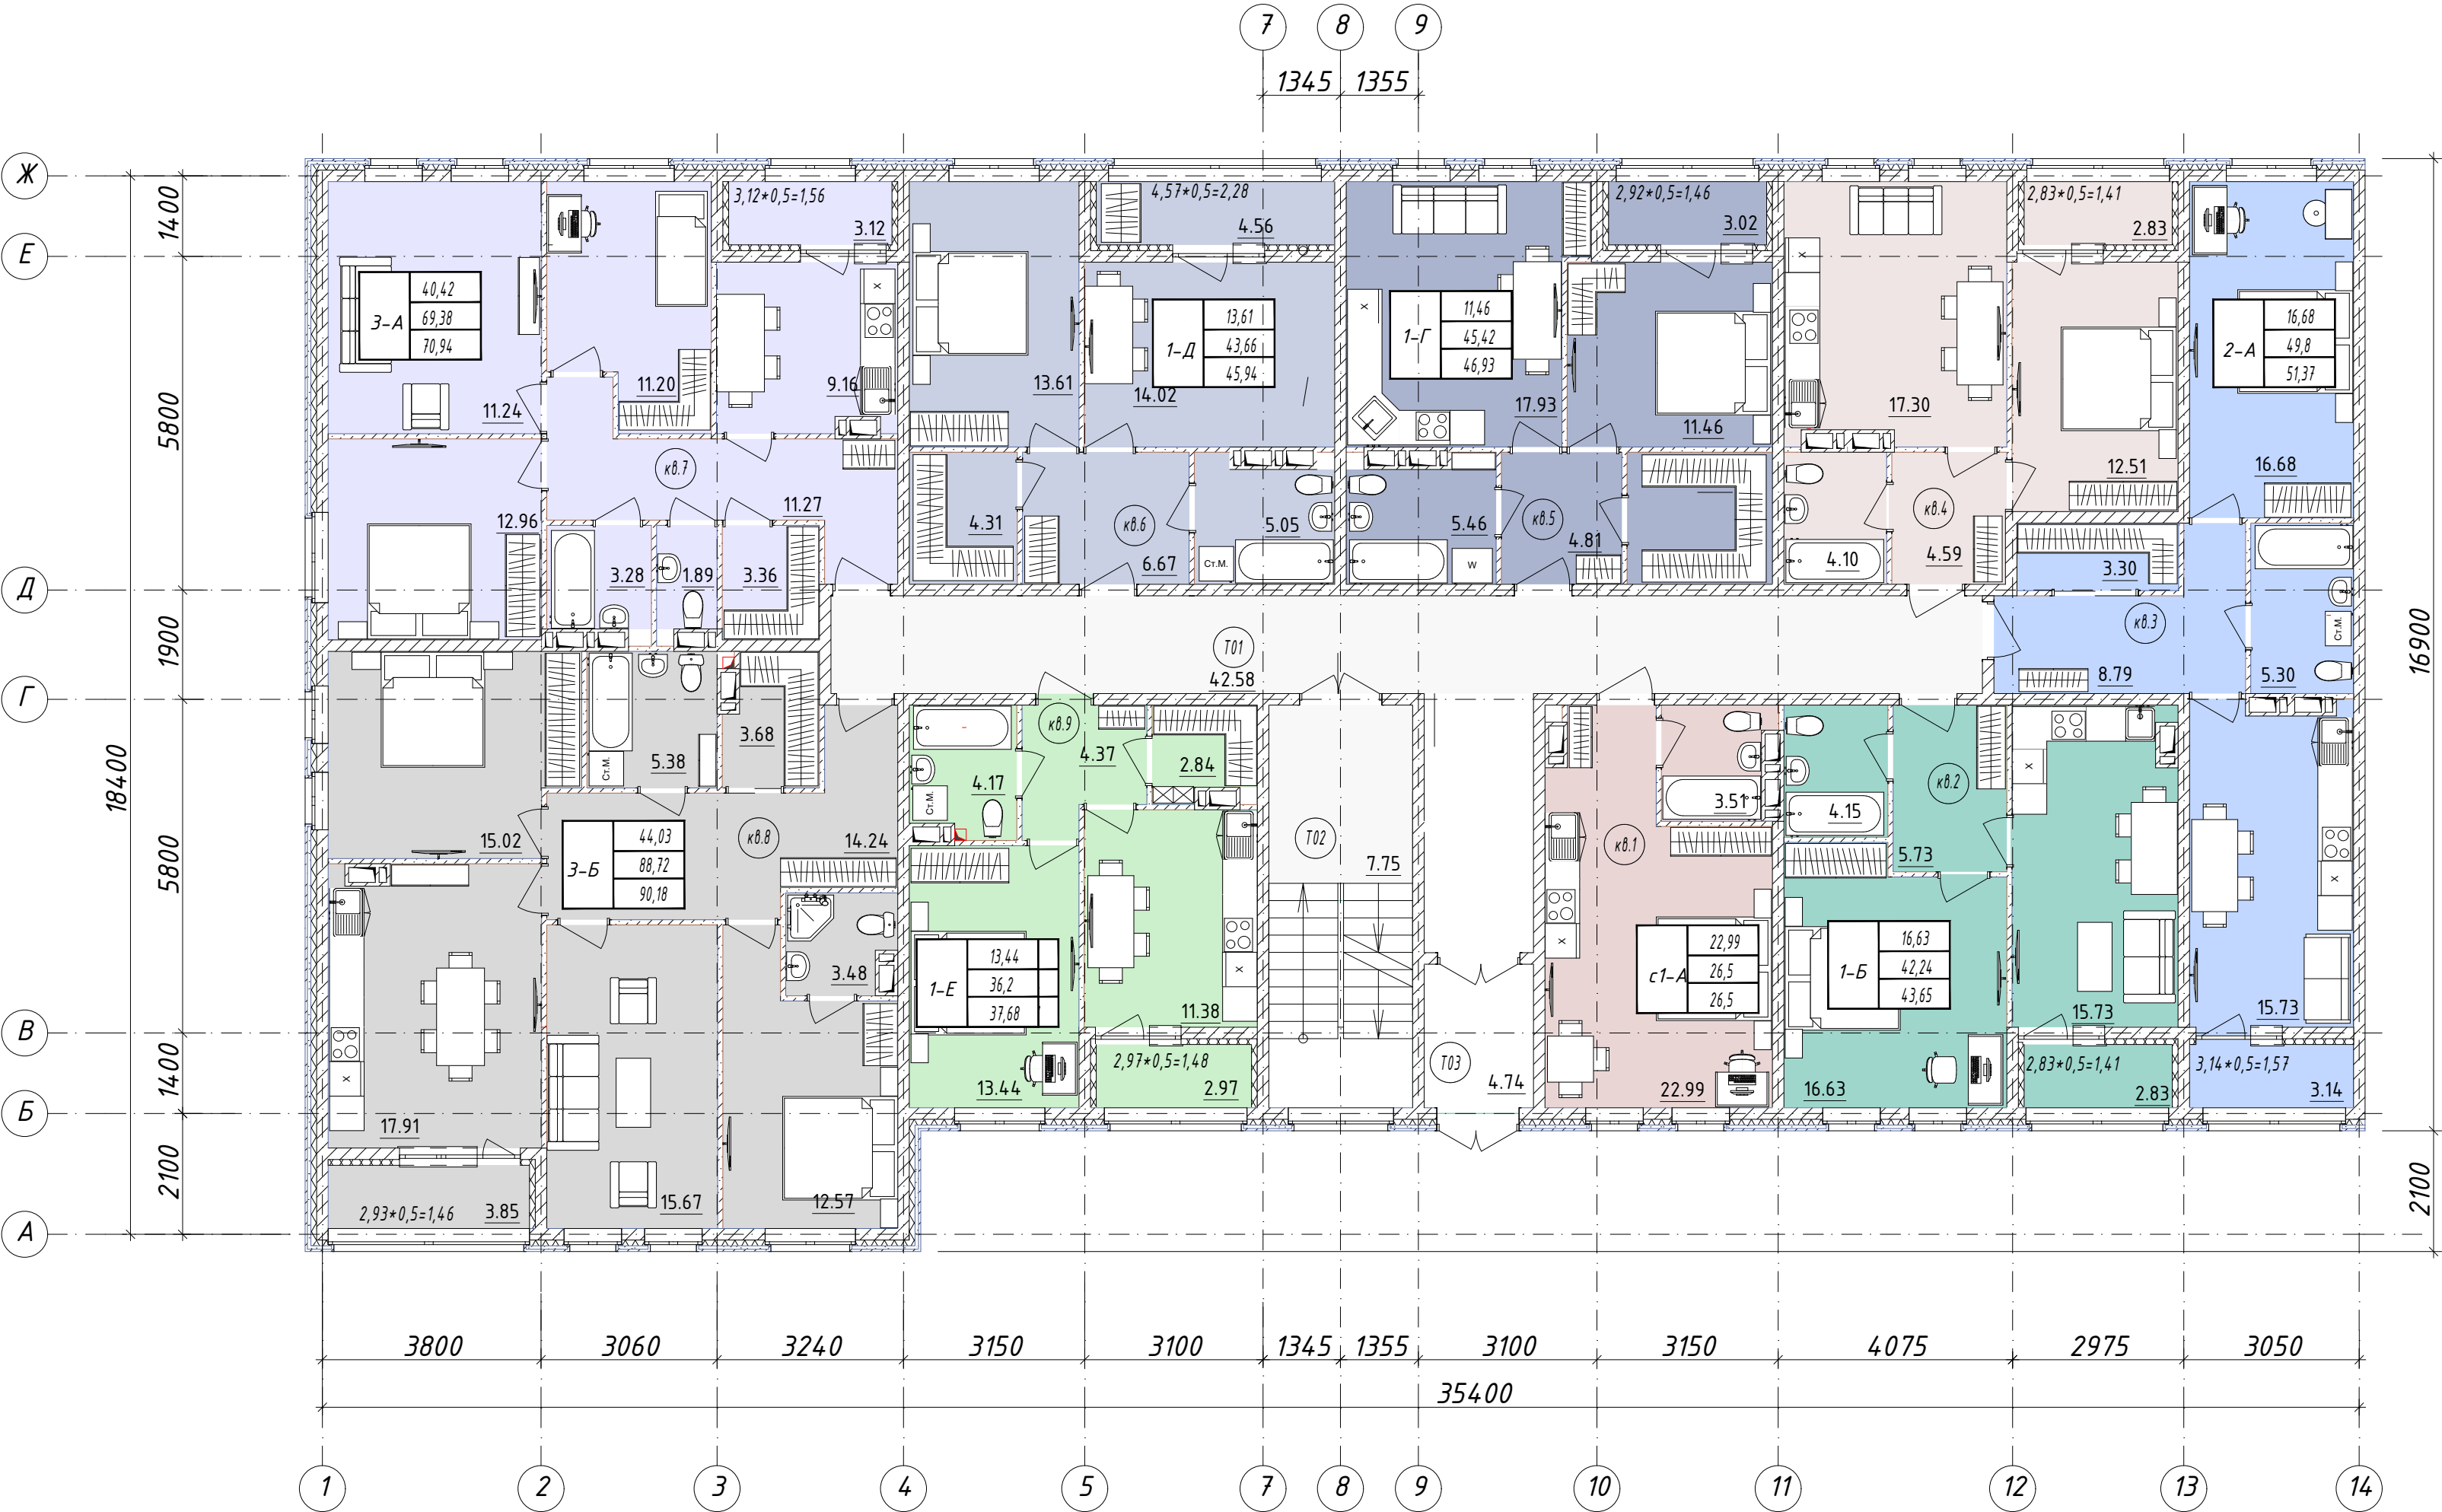 7 8 9
1345 1355
Ж
Е
Д
Г
В
Б
А
1400
5800
1900
5800
1400
2100
18400
16900
2100
3-А
40,42
69,38
70,94
3,12*0,5=1,56
3.12
11.24
11.20
9.16
кв.7
12.96
11.27
3.28
1.89
3.36
4,57*0,5=2,28
4.56
1-Д
13,61
43,66
45,94
13.61
14.02
4.31
кв.6
6.67
5.05
Ст.М.
1-Г
11,46
45,42
46,93
X
2,92*0,5=1,46
3.02
17.93
11.46
5.46
W
кв.5
4.81
X
17.30
2,83*0,5=1,41
2.83
12.51
4.10
кв.4
4.59
2-А
16,68
49,8
51,37
16.68
3.30
кв.3
8.79
5.30
Ст.М.
Т01
42.58
15.02
Ст.М.
5.38
3.68
3-Б
44,03
88,72
90,18
кв.8
14.24
3.48
X
17.91
2,93*0,5=1,46
3.85
15.67
12.57
кв.9
4.37
4.17
Ст.М.
2.84
1-Е
13,44
36,2
37,68
X
11.38
13.44
2,97*0,5=1,48
2.97
Т02
7.75
Т03
4.74
3.51
кв.1
X
с1-А
22,99
26,5
26,5
22.99
4.15
кв.2
5.73
X
1-Б
16,63
42,24
43,65
16.63
15.73
2,83*0,5=1,41
2.83
X
15.73
3,14*0,5=1,57
3.14
X
3800 3060 3240 3150 3100 1345 1355 3100 3150 4075 2975 3050
35400
1 2 3 4 5 7 8 9 10 11 12 13 14